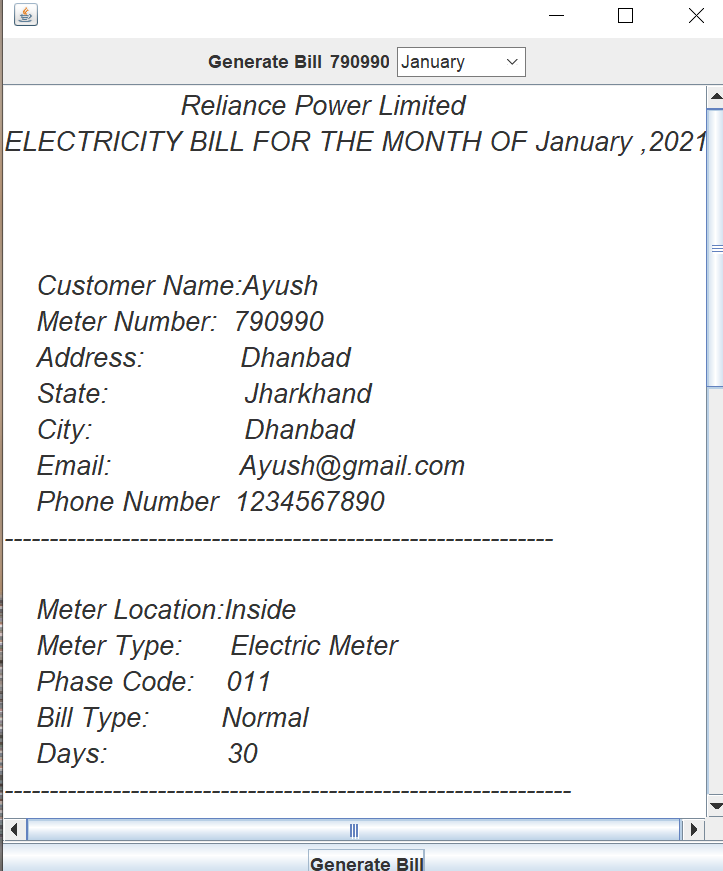 Generate Bill 790990 January
Reliance Power Limited
ELECTRICITY BILL FOR THE MONTH OF January ,2021
Customer Name:Ayush
Meter Number: 790990
Address: Dhanbad
State: Jharkhand
City: Dhanbad
Email: Ayush@gmail.com
Phone Number 1234567890
-------------------------------------------------------------
Meter Location:Inside
Meter Type: Electric Meter
Phase Code: 011
Bill Type: Normal
Days: 30
---------------------------------------------------------------
Generate Bill